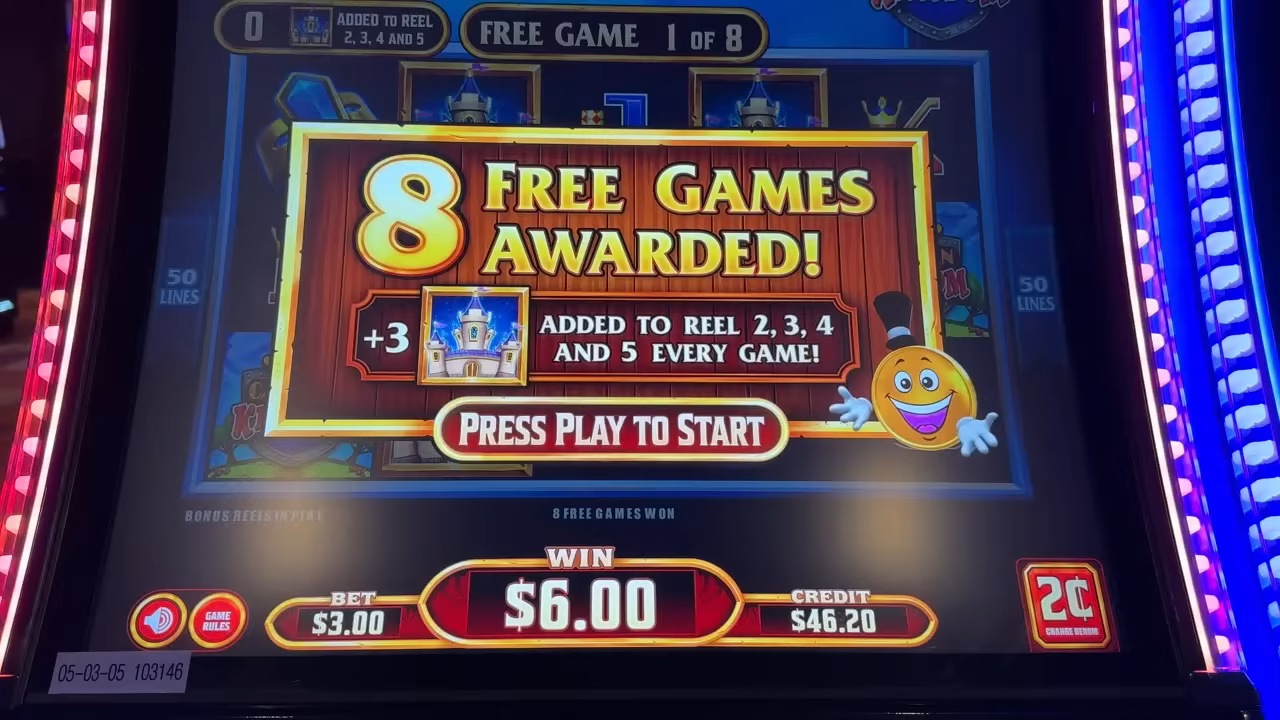 0
ADDED TO REEL
2, 3, 4 AND 5
FREE GAME 1 OF 8
8 FREE GAMES
AWARDED!
+3
ADDED TO REEL 2, 3, 4
AND 5 EVERY GAME!
PRESS PLAY TO START
50
LINES
50
LINES
BONUS REELS IN PLAY
8 FREE GAMES WON
WIN
$6.00
BET
$3.00
CREDIT
$46.20
GAME
RULES
2¢
CHANGE DENOM
05-03-05 103146